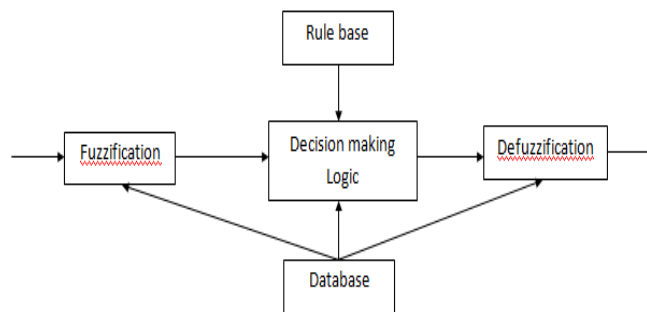 Rule base
Fuzzification
Decision making
Logic
Defuzzification
Database